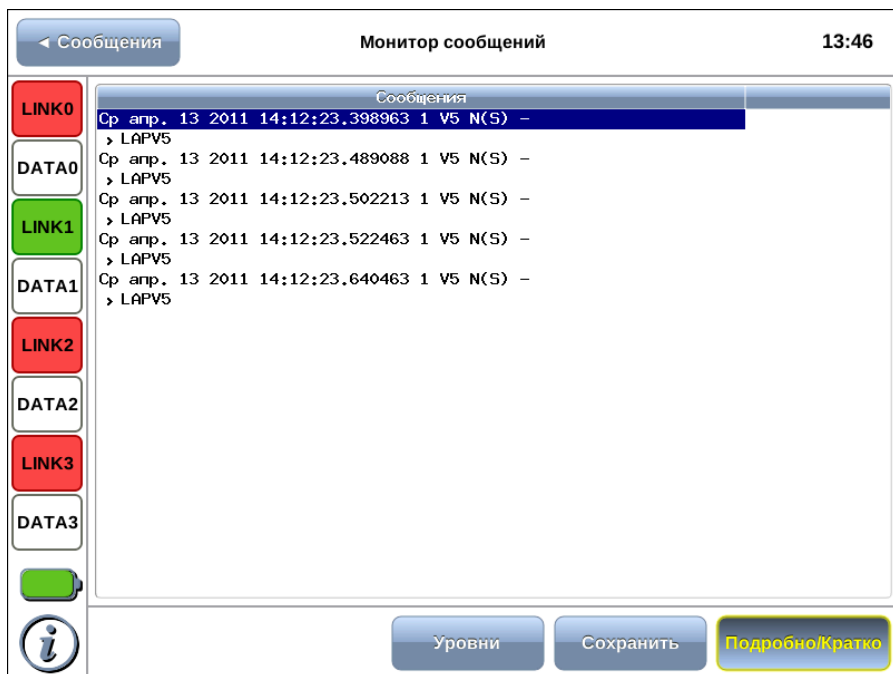 ◄ Сообщения
Монитор сообщений
13:46
LINK0
DATA0
LINK1
DATA1
LINK2
DATA2
LINK3
DATA3
Сообщения
Ср апр. 13 2011 14:12:23.398963 1 V5 N(S) –
› LAPV5
Ср апр. 13 2011 14:12:23.489088 1 V5 N(S) –
› LAPV5
Ср апр. 13 2011 14:12:23.502213 1 V5 N(S) –
› LAPV5
Ср апр. 13 2011 14:12:23.522463 1 V5 N(S) –
› LAPV5
Ср апр. 13 2011 14:12:23.640463 1 V5 N(S) –
› LAPV5
i
Уровни
Сохранить
Подробно/Кратко